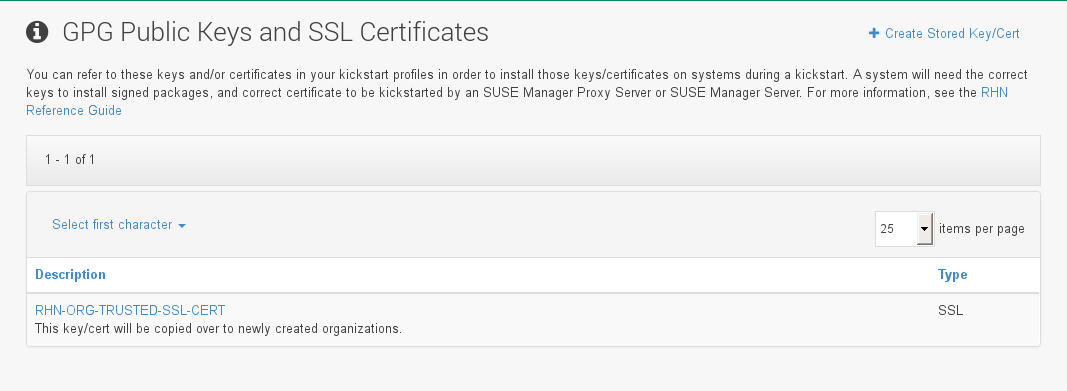 GPG Public Keys and SSL Certificates
+ Create Stored Key/Cert
You can refer to these keys and/or certificates in your kickstart profiles in order to install those keys/certificates on systems during a kickstart. A system will need the correct
keys to install signed packages, and correct certificate to be kickstarted by an SUSE Manager Proxy Server or SUSE Manager Server. For more information, see the RHN
Reference Guide
1 - 1 of 1
Select first character
25 items per page
Description Type
RHN-ORG-TRUSTED-SSL-CERT SSL
This key/cert will be copied over to newly created organizations.